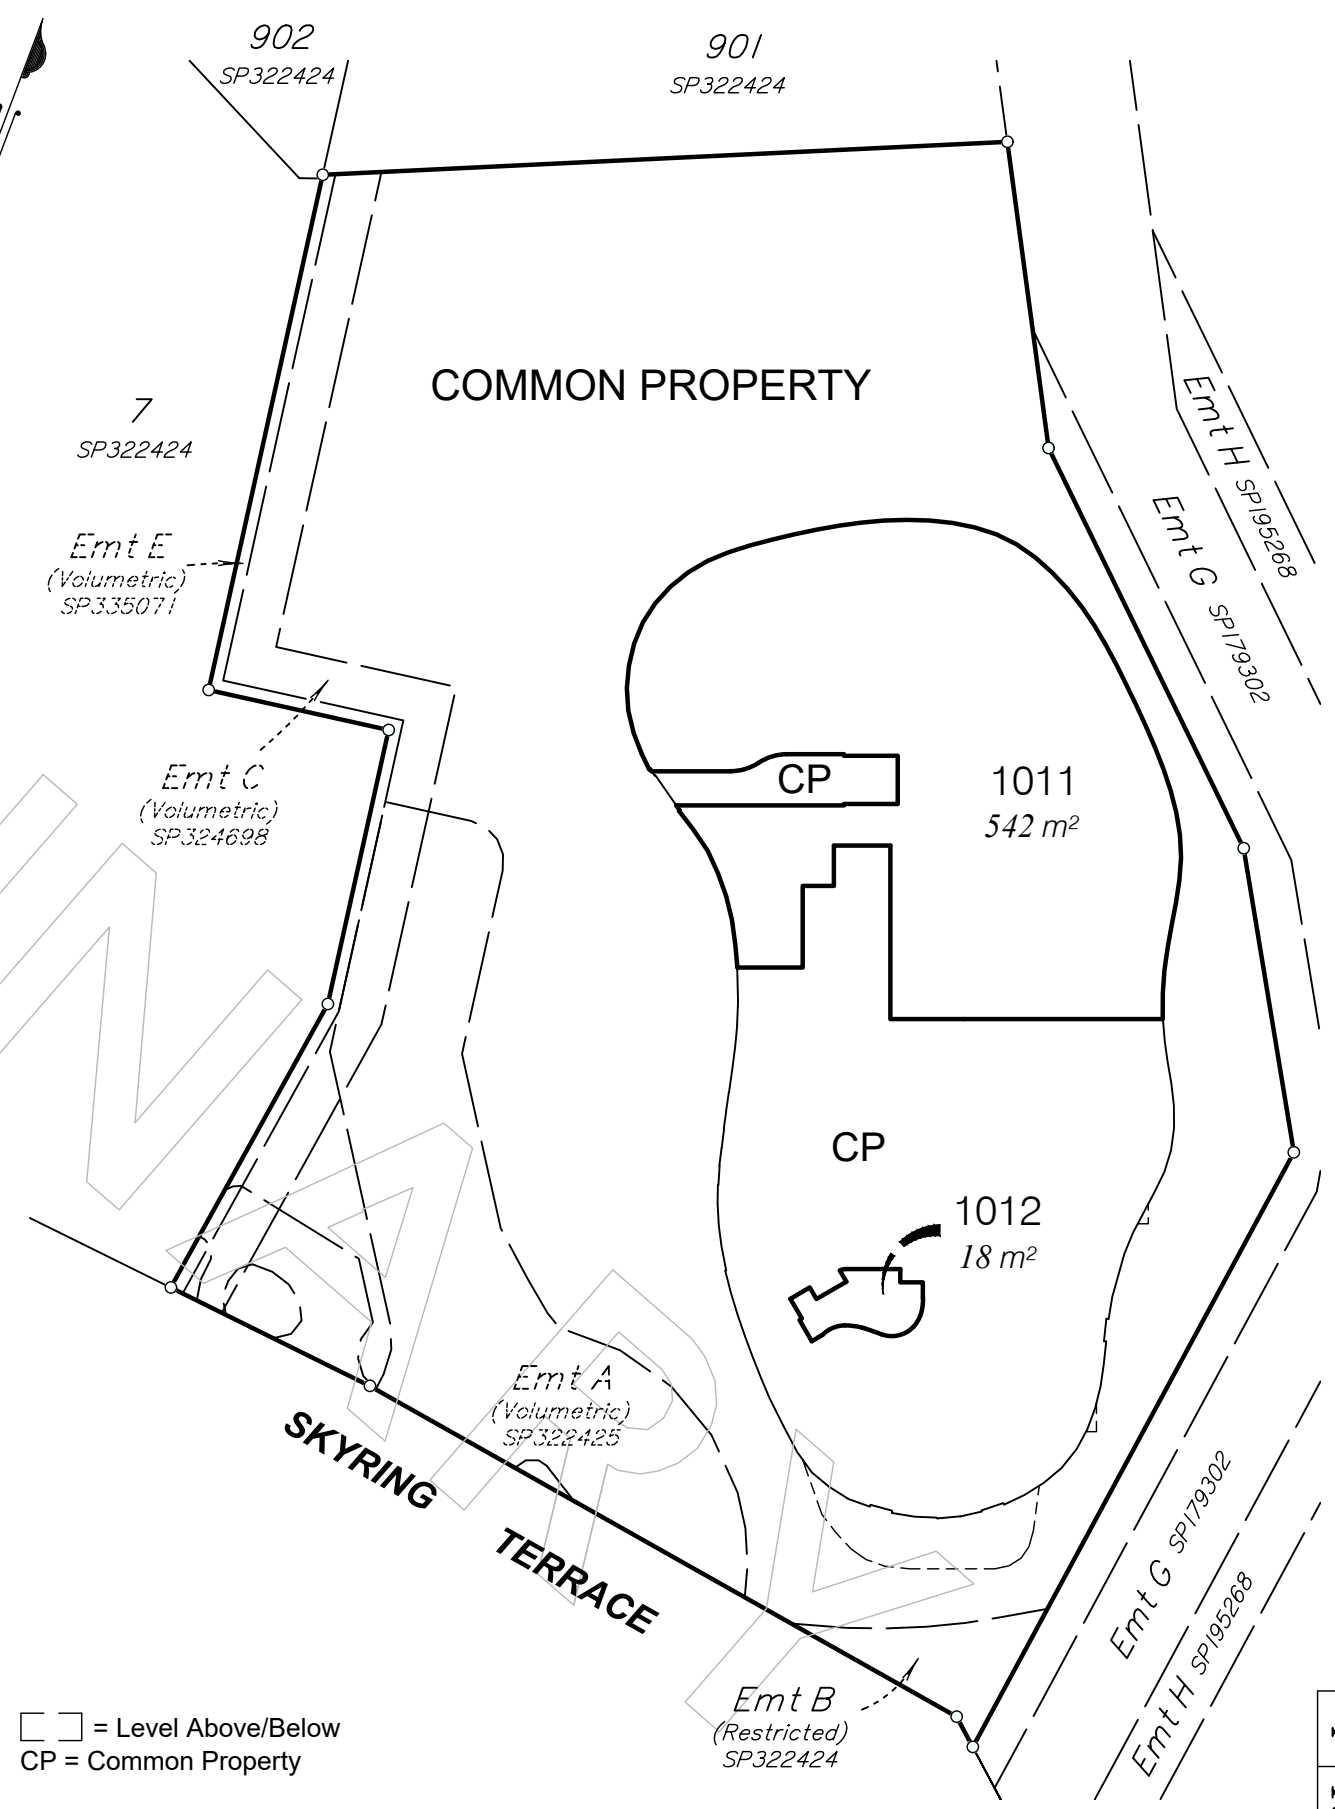 902
SP322424
901
SP322424
COMMON PROPERTY
7
SP322424
Emt H SP195268
Emt G SP179302
Emt E
(Volumetric)
SP335071
Emt C
(Volumetric)
SP324698
CP
1011
542 m²
CP
1012
18 m²
Emt A
(Volumetric)
SP322425
SKYRING TERRACE
Emt G SP179302
Emt H SP195268
Emt B
(Restricted)
SP322424
= Level Above/Below
CP = Common Property
NARY